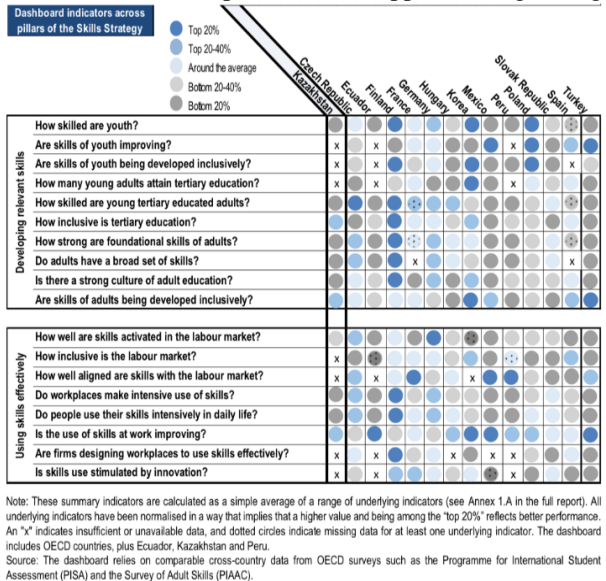 Dashboard indicators across
pillars of the Skills Strategy
Top 20%
Top 20-40%
Around the average
Bottom 20-40%
Bottom 20%
Kazakhstan
Czech Republic
Ecuador
Finland
France
Germany
Hungary
Korea
Mexico
Peru
Poland
Slovak Republic
Spain
Turkey
Developing relevant skills
How skilled are youth?
Are skills of youth improving? x x x
Are skills of youth being developed inclusively? x x x
How many young adults attain tertiary education? x x x
How skilled are young tertiary educated adults?
How inclusive is tertiary education?
How strong are foundational skills of adults?
Do adults have a broad set of skills? x x
Is there a strong culture of adult education?
Are skills of adults being developed inclusively?
Using skills effectively
How well are skills activated in the labour market?
How inclusive is the labour market? x
How well aligned are skills with the labour market? x x x
Do workplaces make intensive use of skills?
Do people use their skills intensively in daily life?
Is the use of skills at work improving?
Are firms designing workplaces to use skills effectively? x x x x x
Is skills use stimulated by innovation? x x x
Note: These summary indicators are calculated as a simple average of a range of underlying indicators (see Annex 1.A in the full report). All
underlying indicators have been normalised in a way that implies that a higher value and being among the “top 20%” reflects better performance.
An "x" indicates insufficient or unavailable data, and dotted circles indicate missing data for at least one underlying indicator. The dashboard
includes OECD countries, plus Ecuador, Kazakhstan and Peru.
Source: The dashboard relies on comparable cross-country data from OECD surveys such as the Programme for International Student
Assessment (PISA) and the Survey of Adult Skills (PIAAC).